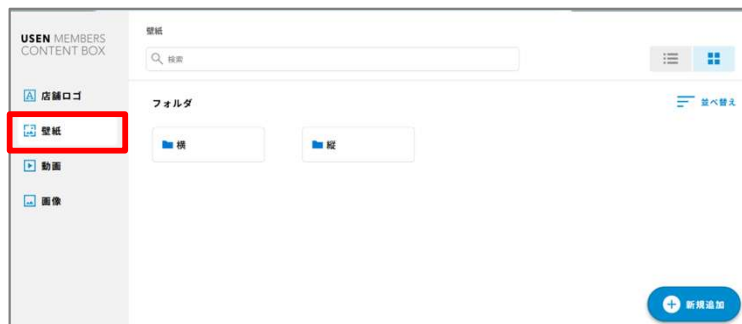 USEN MEMBERS
CONTENT BOX
店舗ロゴ
壁紙
動画
画像
壁紙
検索
フォルダ
並べ替え
横
縦
新規追加